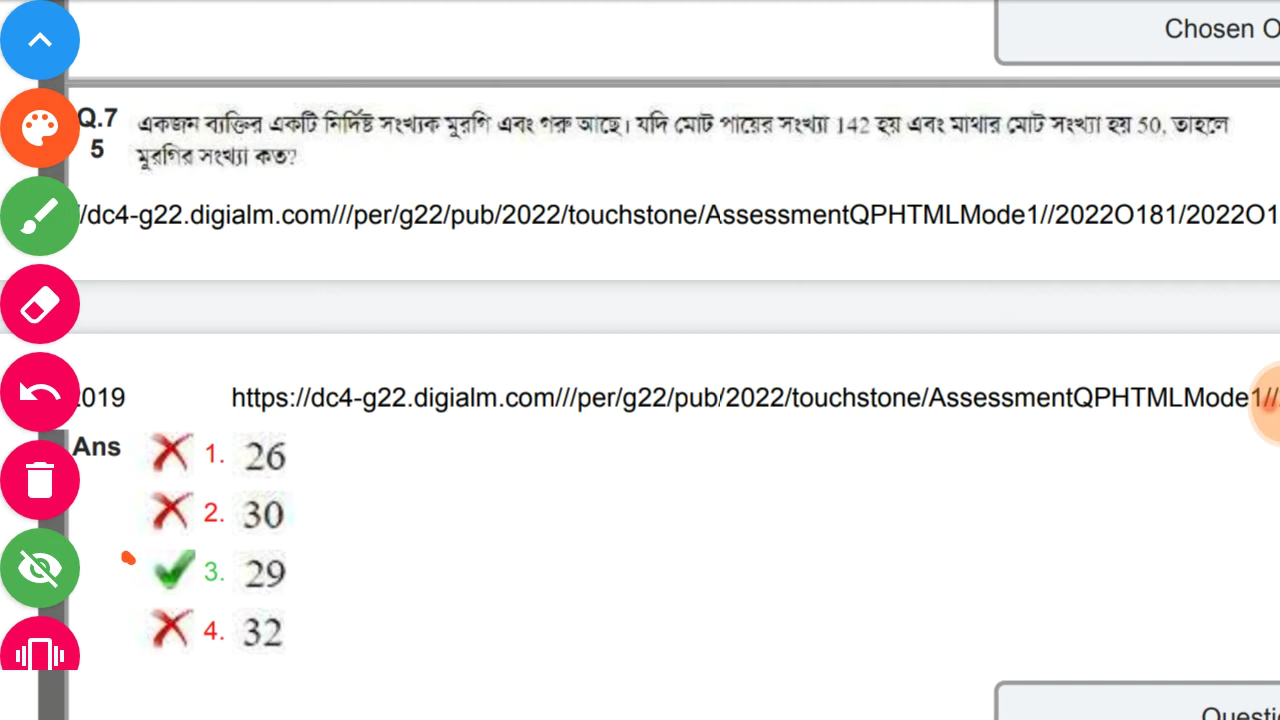 Chosen O
Q.7 একজন ব্যক্তির একটি নির্দিষ্ট সংখ্যক মুরগি এবং গরু আছে। যদি মোট পায়ের সংখ্যা 142 হয় এবং মাথার মোট সংখ্যা হয় 50, তাহলে
5 মুরগির সংখ্যা কত?
//dc4-g22.digialm.com///per/g22/pub/2022/touchstone/AssessmentQPHTMLMode1//2022O181/2022O1
2019 https://dc4-g22.digialm.com///per/g22/pub/2022/touchstone/AssessmentQPHTMLMode1//
Ans 1. 26
2. 30
3. 29
4. 32
Questi